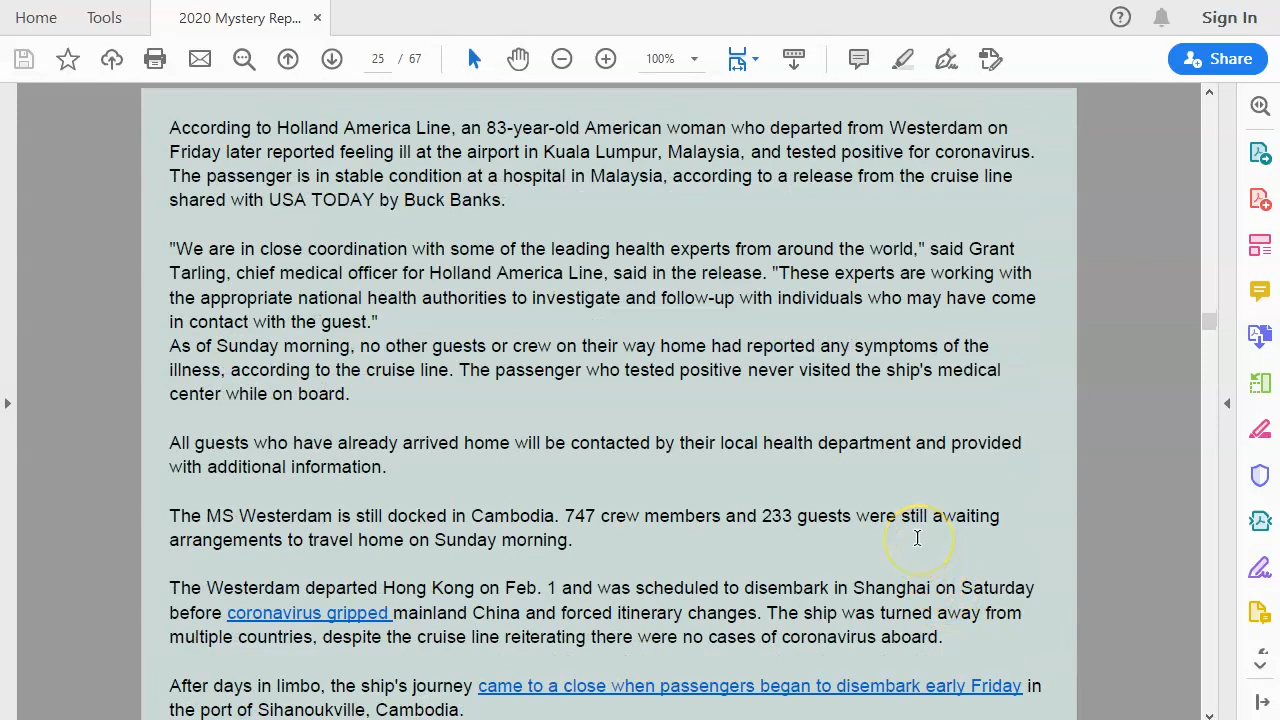 Home Tools 2020 Mystery Rep... × Sign In
25 / 67 100% Share
According to Holland America Line, an 83-year-old American woman who departed from Westerdam on
Friday later reported feeling ill at the airport in Kuala Lumpur, Malaysia, and tested positive for coronavirus.
The passenger is in stable condition at a hospital in Malaysia, according to a release from the cruise line
shared with USA TODAY by Buck Banks.
"We are in close coordination with some of the leading health experts from around the world," said Grant
Tarling, chief medical officer for Holland America Line, said in the release. "These experts are working with
the appropriate national health authorities to investigate and follow-up with individuals who may have come
in contact with the guest."
As of Sunday morning, no other guests or crew on their way home had reported any symptoms of the
illness, according to the cruise line. The passenger who tested positive never visited the ship's medical
center while on board.
All guests who have already arrived home will be contacted by their local health department and provided
with additional information.
The MS Westerdam is still docked in Cambodia. 747 crew members and 233 guests were still awaiting
arrangements to travel home on Sunday morning.
The Westerdam departed Hong Kong on Feb. 1 and was scheduled to disembark in Shanghai on Saturday
before coronavirus gripped mainland China and forced itinerary changes. The ship was turned away from
multiple countries, despite the cruise line reiterating there were no cases of coronavirus aboard.
After days in limbo, the ship's journey came to a close when passengers began to disembark early Friday in
the port of Sihanoukville, Cambodia.